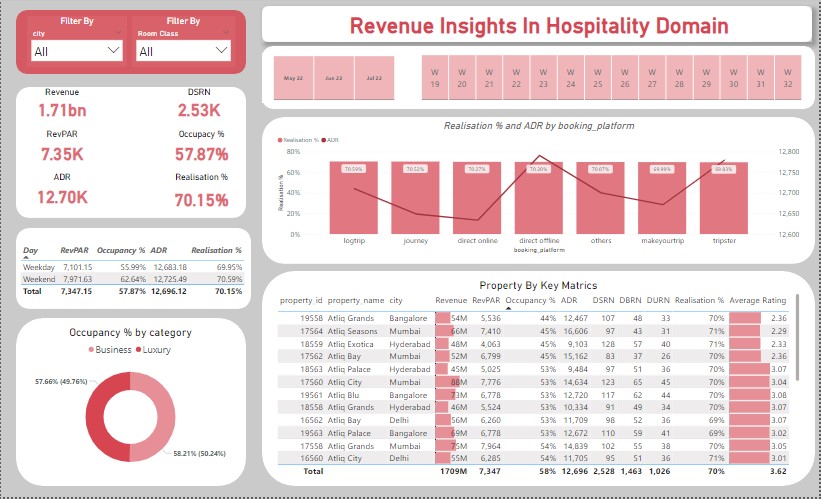 Filter By
city
All
Filter By
Room Class
All
Revenue Insights In Hospitality Domain
May 22 Jun 22 Jul 22
W 19 W 20 W 21 W 22 W 23 W 24 W 25 W 26 W 27 W 28 W 29 W 30 W 31 W 32
Revenue DSRN
1.71bn 2.53K
RevPAR Occupacy %
7.35K 57.87%
ADR Realisation %
12.70K 70.15%
Day RevPAR Occupancy % ADR Realisation %
Weekday 7,101.15 55.99% 12,683.18 69.95%
Weekend 7,971.63 62.64% 12,725.49 70.59%
Total 7,347.15 57.87% 12,696.12 70.15%
Occupancy % by category
Business Luxury
57.66% (49.76%)
58.21% (50.24%)
Realisation % and ADR by booking_platform
Realisation % ADR
80% 12,800
60% 12,750
40% 12,700
20% 12,650
0% 12,600
Realisation %
70.59% 70.52% 70.27% 70.20% 70.07% 69.99% 69.83%
logtrip journey direct online direct offline others makeyourtrip tripster
booking_platform
Property By Key Matrics
property_id property_name city Revenue RevPAR Occupancy % ADR DSRN DBRN DURN Realisation % Average Rating
19558 Atliq Grands Bangalore 54M 5,536 44% 12,467 107 48 33 70% 2.36
17564 Atliq Seasons Mumbai 66M 7,410 45% 16,606 97 43 31 71% 2.29
18559 Atliq Exotica Hyderabad 48M 4,063 45% 9,103 128 57 40 71% 2.33
17562 Atliq Bay Mumbai 52M 6,799 45% 15,162 83 37 26 70% 2.36
18563 Atliq Palace Hyderabad 45M 5,025 53% 9,484 97 51 36 70% 3.07
17560 Atliq City Mumbai 88M 7,776 53% 14,634 123 65 45 70% 3.04
19561 Atliq Blu Bangalore 73M 6,778 53% 12,720 117 62 44 70% 3.08
18558 Atliq Grands Hyderabad 46M 5,524 53% 10,334 91 49 34 70% 3.07
16562 Atliq Bay Delhi 56M 6,260 53% 11,709 98 52 36 69% 3.07
19563 Atliq Palace Bangalore 69M 6,778 53% 12,672 110 59 41 69% 3.02
17558 Atliq Grands Mumbai 75M 7,964 54% 14,839 102 55 38 70% 3.05
16560 Atliq City Delhi 55M 6,285 54% 11,705 95 51 36 71% 3.01
Total 1709M 7,347 58% 12,696 2,528 1,463 1,026 70% 3.62